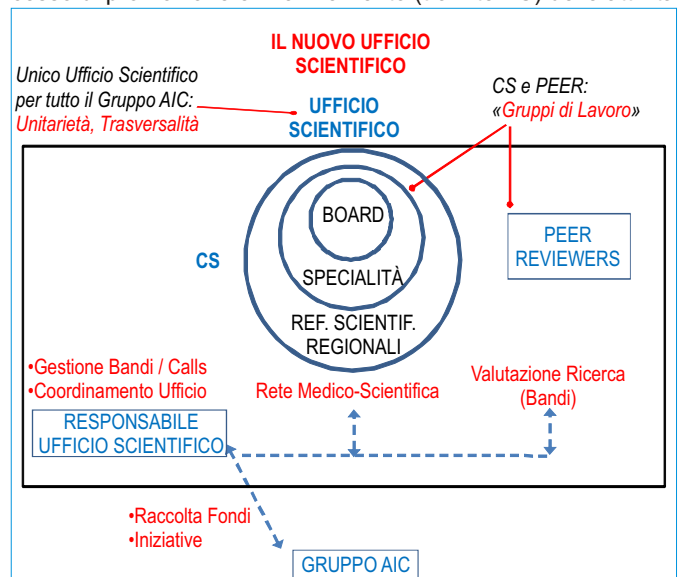 IL NUOVO UFFICIO
SCIENTIFICO
Unico Ufficio Scientifico
per tutto il Gruppo AIC:
Unitarietà, Trasversalità
UFFICIO
SCIENTIFICO
CS e PEER:
«Gruppi di Lavoro»
BOARD
SPECIALITÀ
REF. SCIENTIF.
REGIONALI
CS
PEER
REVIEWERS
•Gestione Bandi / Calls
•Coordinamento Ufficio
Rete Medico-Scientifica
Valutazione Ricerca
(Bandi)
RESPONSABILE
UFFICIO SCIENTIFICO
•Raccolta Fondi
•Iniziative
GRUPPO AIC